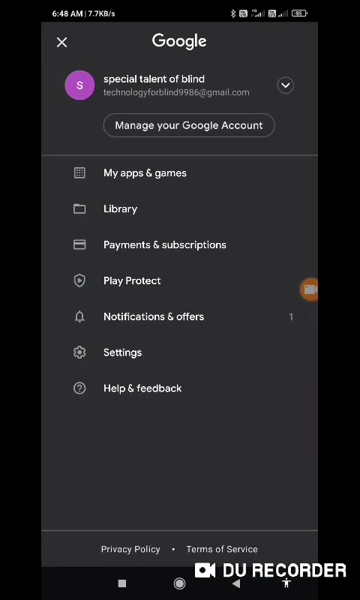 6:48 AM | 7.7KB/s
Google
S
special talent of blind
technologyforblind9986@gmail.com
Manage your Google Account
My apps & games
Library
Payments & subscriptions
Play Protect
Notifications & offers 1
Settings
Help & feedback
Privacy Policy • Terms of Service
DU RECORDER